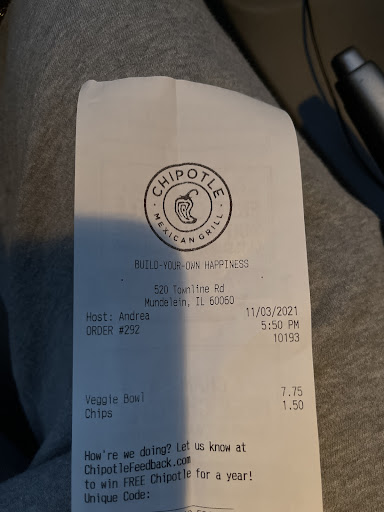 CHIPOTLE
MEXICAN GRILL
BUILD-YOUR-OWN HAPPINESS
520 Townline Rd
Mundelein, IL 60060
Host: Andrea 11/03/2021
ORDER #292 5:50 PM
10193
Veggie Bowl 7.75
Chips 1.50
How're we doing? Let us know at
ChipotleFeedback.com
to win FREE Chipotle for a year!
Unique Code: